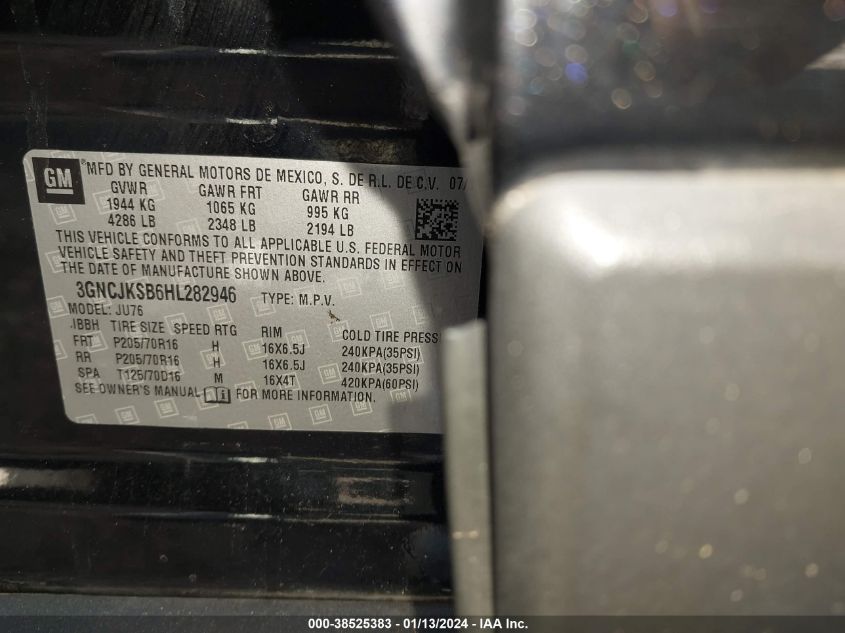 GM
MFD BY GENERAL MOTORS DE MEXICO, S. DE R.L. DE C.V. 07/
GVWR GAWR FRT GAWR RR
1944 KG 1065 KG 995 KG
4286 LB 2348 LB 2194 LB
THIS VEHICLE CONFORMS TO ALL APPLICABLE U.S. FEDERAL MOTOR
VEHICLE SAFETY AND THEFT PREVENTION STANDARDS IN EFFECT ON
THE DATE OF MANUFACTURE SHOWN ABOVE.
3GNCJKSB6HL282946 TYPE: M.P.V.
MODEL: JU76
.IBBH TIRE SIZE SPEED RTG RIM COLD TIRE PRESS
FRT P205/70R16 H 16X6.5J 240KPA(35PSI)
RR P205/70R16 H 16X6.5J 240KPA(35PSI)
SPA T125/70D16 M 16X4T 420KPA(60PSI)
SEE OWNER'S MANUAL FOR MORE INFORMATION.
000-38525383 - 01/13/2024 - IAA Inc.